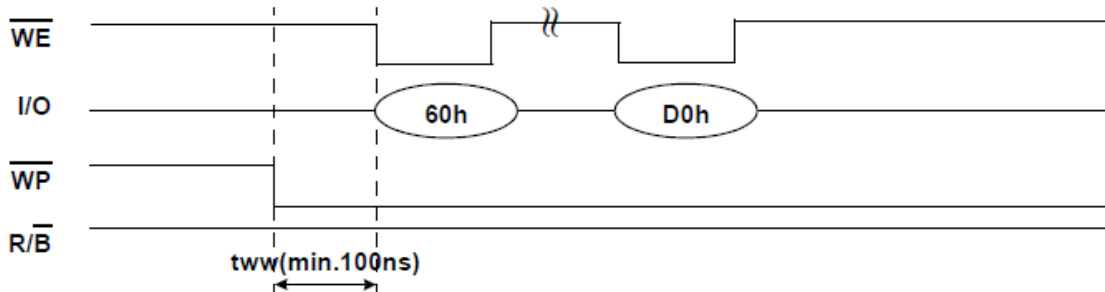 WE
I/O 60h D0h
WP
R/B
tww(min.100ns)